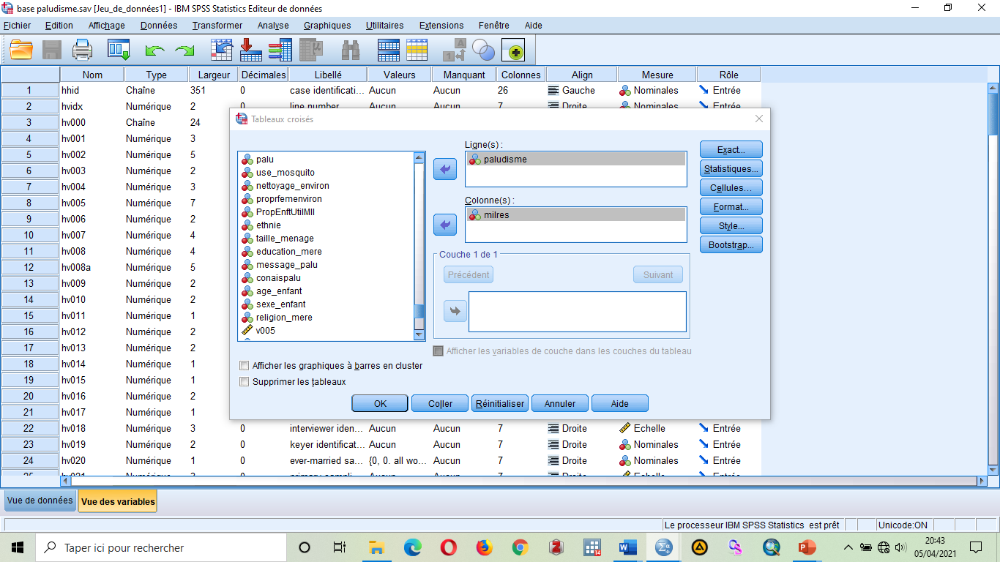 base paludisme.sav [Jeu_de_données1] - IBM SPSS Statistics Editeur de données
Fichier Edition Affichage Données Transformer Analyse Graphiques Utilitaires Extensions Fenêtre Aide
Nom Type Largeur Décimales Libellé Valeurs Manquant Colonnes Align Mesure Rôle
1 hhid Chaîne 351 0 case identificati... Aucun Aucun 26 Gauche Nominales Entrée
2 hvidx Numérique 2 0 line number Aucun Aucun 7 Droite Nominales Entrée
3 hv000 Chaîne 24
4 hv001 Numérique 3
5 hv002 Numérique 5
6 hv003 Numérique 2
7 hv004 Numérique 3
8 hv005 Numérique 7
9 hv006 Numérique 2
10 hv007 Numérique 4
11 hv008 Numérique 4
12 hv008a Numérique 5
13 hv009 Numérique 2
14 hv010 Numérique 2
15 hv011 Numérique 1
16 hv012 Numérique 2
17 hv013 Numérique 2
18 hv014 Numérique 1
19 hv015 Numérique 1
20 hv016 Numérique 2
21 hv017 Numérique 1
22 hv018 Numérique 3 0 interviewer iden... Aucun Aucun 7 Droite Echelle Entrée
23 hv019 Numérique 2 0 keyer identificat... Aucun Aucun 7 Droite Nominales Entrée
24 hv020 Numérique 1 0 ever-married sa... {0, 0. all wo... Aucun 7 Droite Nominales Entrée
25 hv021 Numérique 3 0 primary sampli... Aucun Aucun 7 Droite Echelle Entrée
Tableaux croisés
palu
use_mosquito
nettoyage_environ
proprfemenviron
PropEnftUtilMII
ethnie
taille_menage
education_mere
message_palu
conaispalu
age_enfant
sexe_enfant
religion_mere
v005
Ligne(s) :
paludisme
Colonne(s) :
milres
Couche 1 de 1
Précédent Suivant
Afficher les variables de couche dans les couches du tableau
Exact...
Statistiques...
Cellules...
Format...
Style...
Bootstrap...
Afficher les graphiques à barres en cluster
Supprimer les tableaux
OK Coller Réinitialiser Annuler Aide
Vue de données Vue des variables
Le processeur IBM SPSS Statistics est prêt Unicode:ON
Taper ici pour rechercher
14
20:43
05/04/2021